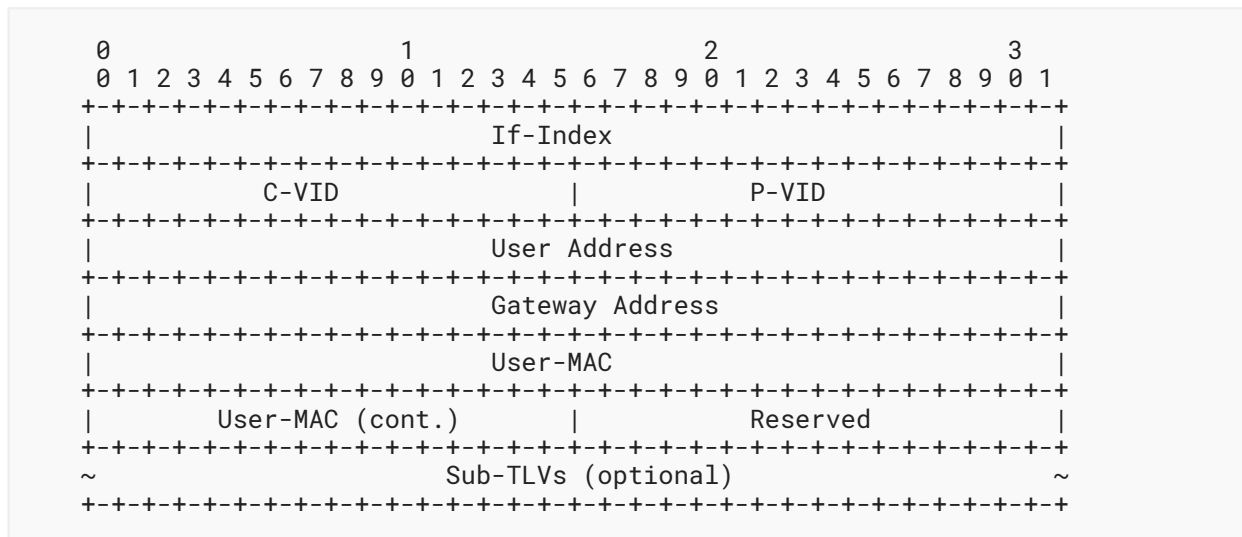 0                   1                   2                   3
0 1 2 3 4 5 6 7 8 9 0 1 2 3 4 5 6 7 8 9 0 1 2 3 4 5 6 7 8 9 0 1
+-+-+-+-+-+-+-+-+-+-+-+-+-+-+-+-+-+-+-+-+-+-+-+-+-+-+-+-+-+-+-+-+
|                          If-Index                             |
+-+-+-+-+-+-+-+-+-+-+-+-+-+-+-+-+-+-+-+-+-+-+-+-+-+-+-+-+-+-+-+-+
|           C-VID               |           P-VID               |
+-+-+-+-+-+-+-+-+-+-+-+-+-+-+-+-+-+-+-+-+-+-+-+-+-+-+-+-+-+-+-+-+
|                          User Address                         |
+-+-+-+-+-+-+-+-+-+-+-+-+-+-+-+-+-+-+-+-+-+-+-+-+-+-+-+-+-+-+-+-+
|                          Gateway Address                      |
+-+-+-+-+-+-+-+-+-+-+-+-+-+-+-+-+-+-+-+-+-+-+-+-+-+-+-+-+-+-+-+-+
|                          User-MAC                             |
+-+-+-+-+-+-+-+-+-+-+-+-+-+-+-+-+-+-+-+-+-+-+-+-+-+-+-+-+-+-+-+-+
|        User-MAC (cont.)       |           Reserved            |
+-+-+-+-+-+-+-+-+-+-+-+-+-+-+-+-+-+-+-+-+-+-+-+-+-+-+-+-+-+-+-+-+
~                       Sub-TLVs (optional)                     ~
+-+-+-+-+-+-+-+-+-+-+-+-+-+-+-+-+-+-+-+-+-+-+-+-+-+-+-+-+-+-+-+-+